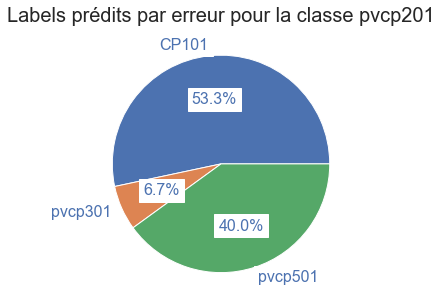 Labels prédits par erreur pour la classe pvcp201
CP101
53.3%
6.7%
pvcp301
40.0%
pvcp501